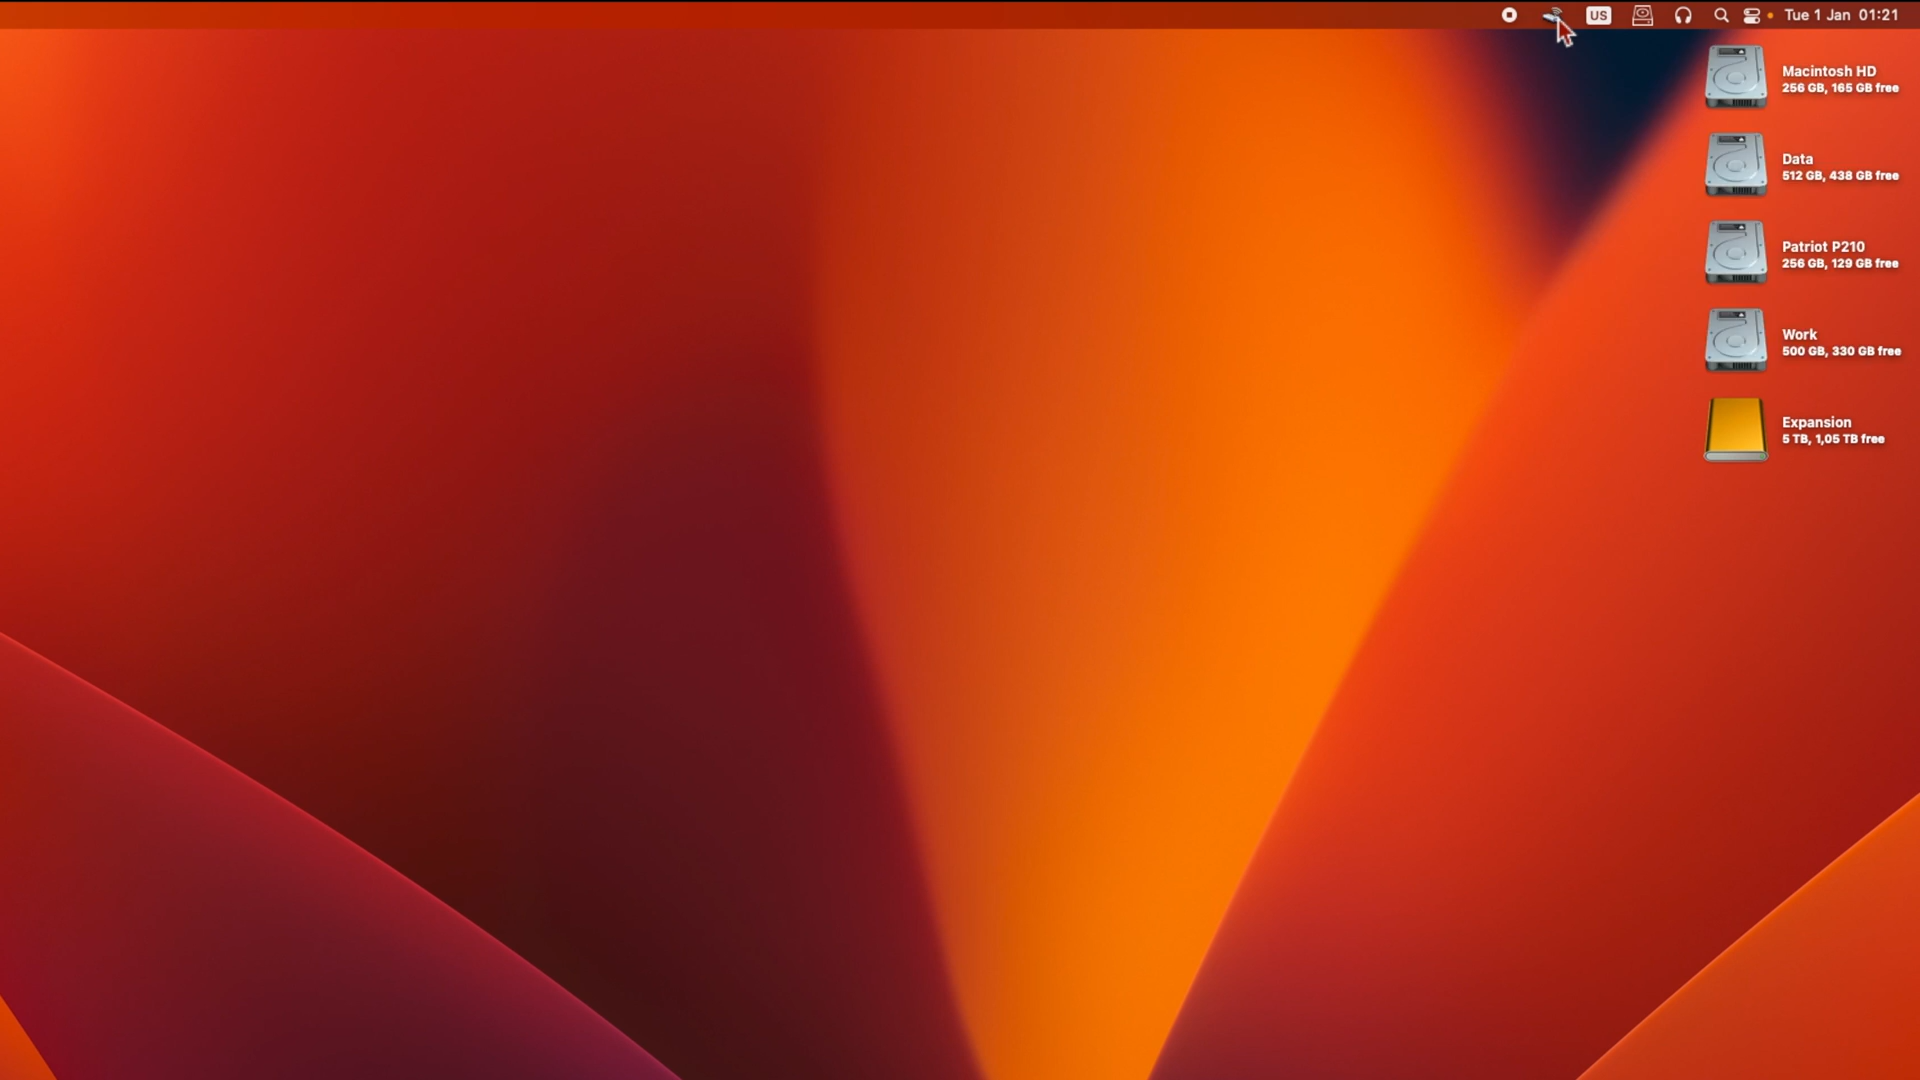 US
Tue 1 Jan 01:21
Macintosh HD
256 GB, 165 GB free
Data
512 GB, 438 GB free
Patriot P210
256 GB, 129 GB free
Work
500 GB, 330 GB free
Expansion
5 TB, 1,05 TB free